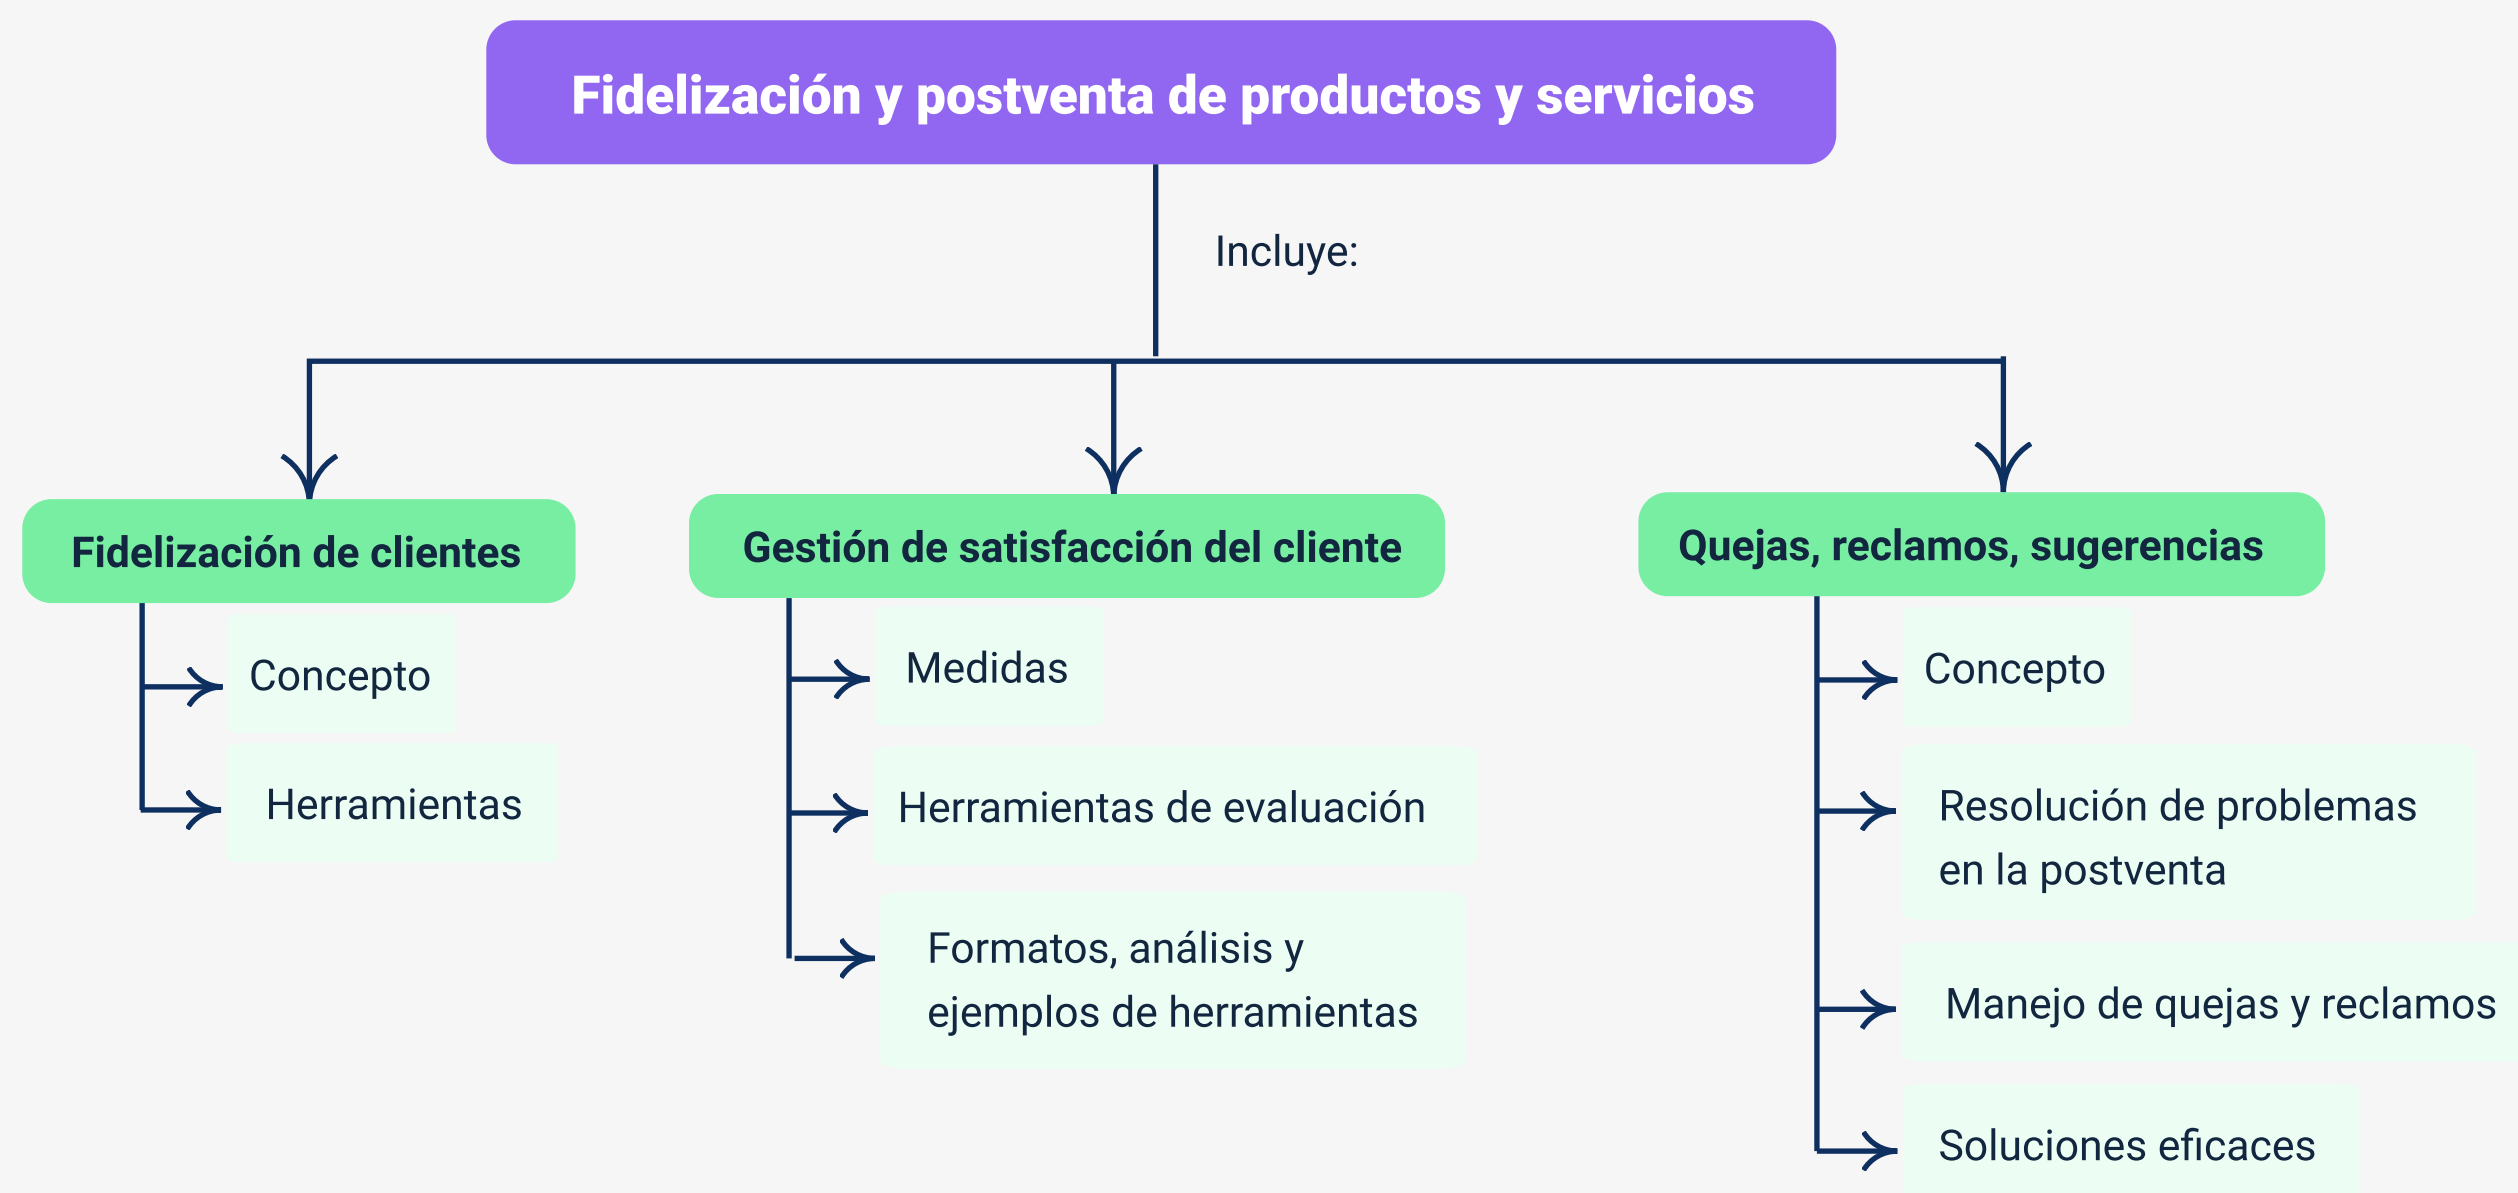 Fidelización y postventa de productos y servicios
Incluye:
Fidelización de clientes
Concepto
Herramientas
Gestión de satisfacción del cliente
Medidas
Herramientas de evaluación
Formatos, análisis y
ejemplos de herramientas
Quejas, reclamos, sugerencias
Concepto
Resolución de problemas
en la postventa
Manejo de quejas y reclamos
Soluciones eficaces